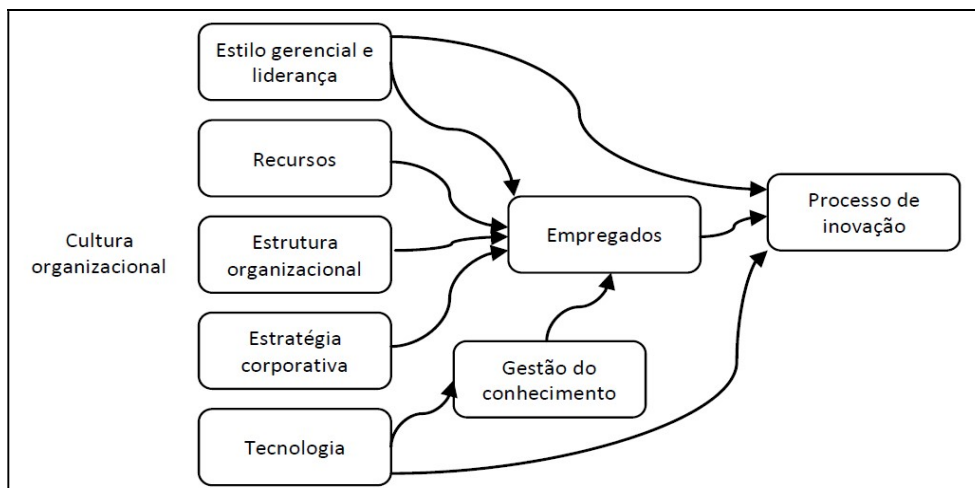 Estilo gerencial e
liderança
Recursos
Cultura
organizacional
Estrutura
organizacional
Estratégia
corporativa
Tecnologia
Gestão do
conhecimento
Empregados
Processo de
inovação